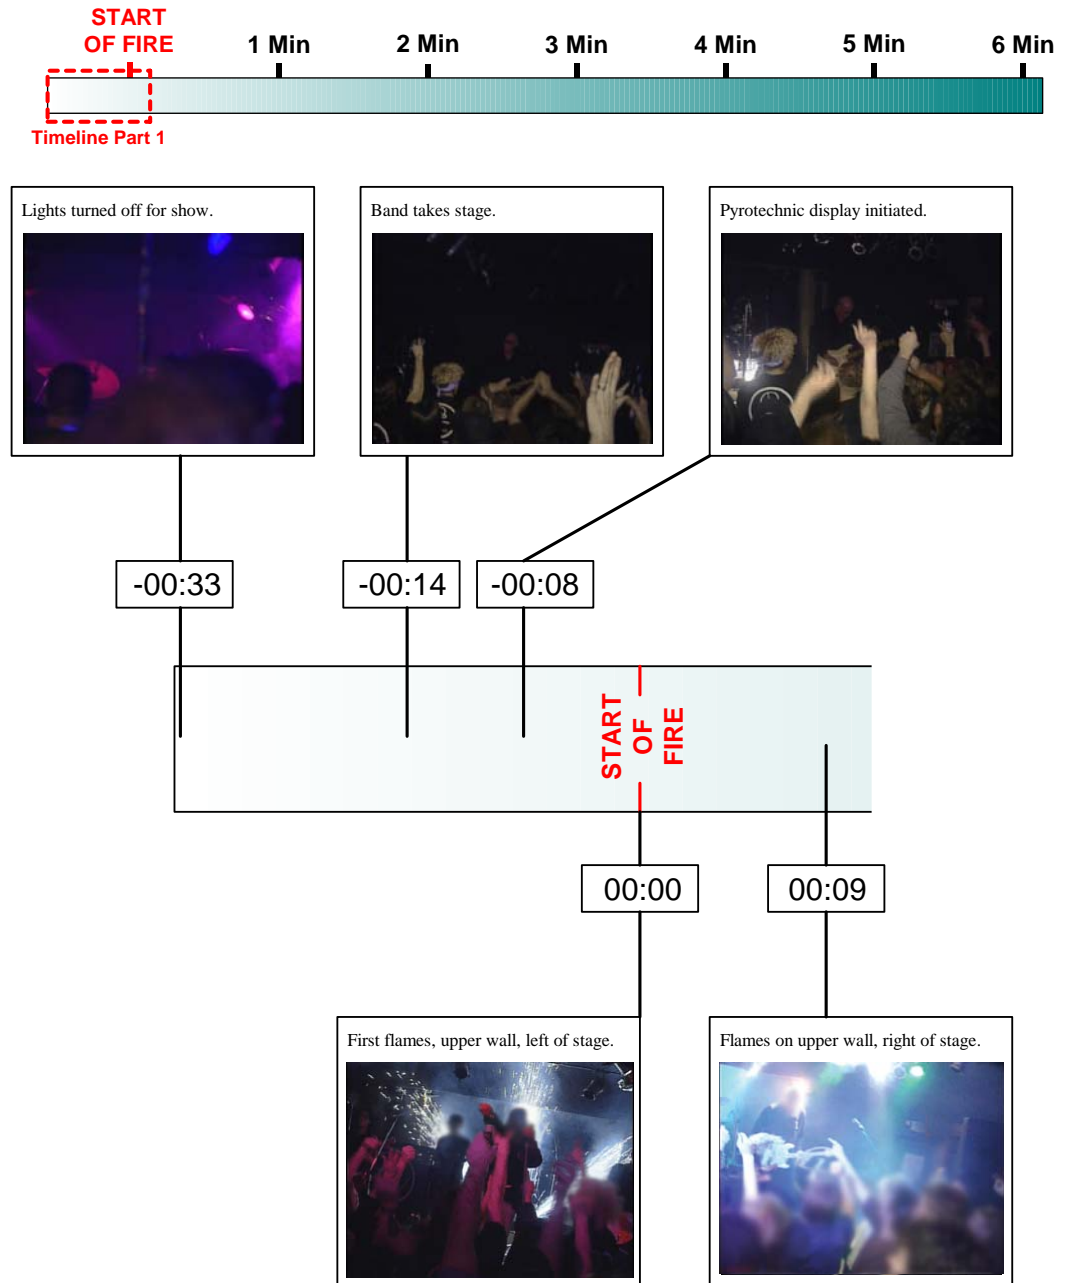 START
OF FIRE
1 Min
2 Min
3 Min
4 Min
5 Min
6 Min
Timeline Part 1
Lights turned off for show.
Band takes stage.
Pyrotechnic display initiated.
-00:33
-00:14
-00:08
START
OF
FIRE
00:00
00:09
First flames, upper wall, left of stage.
Flames on upper wall, right of stage.